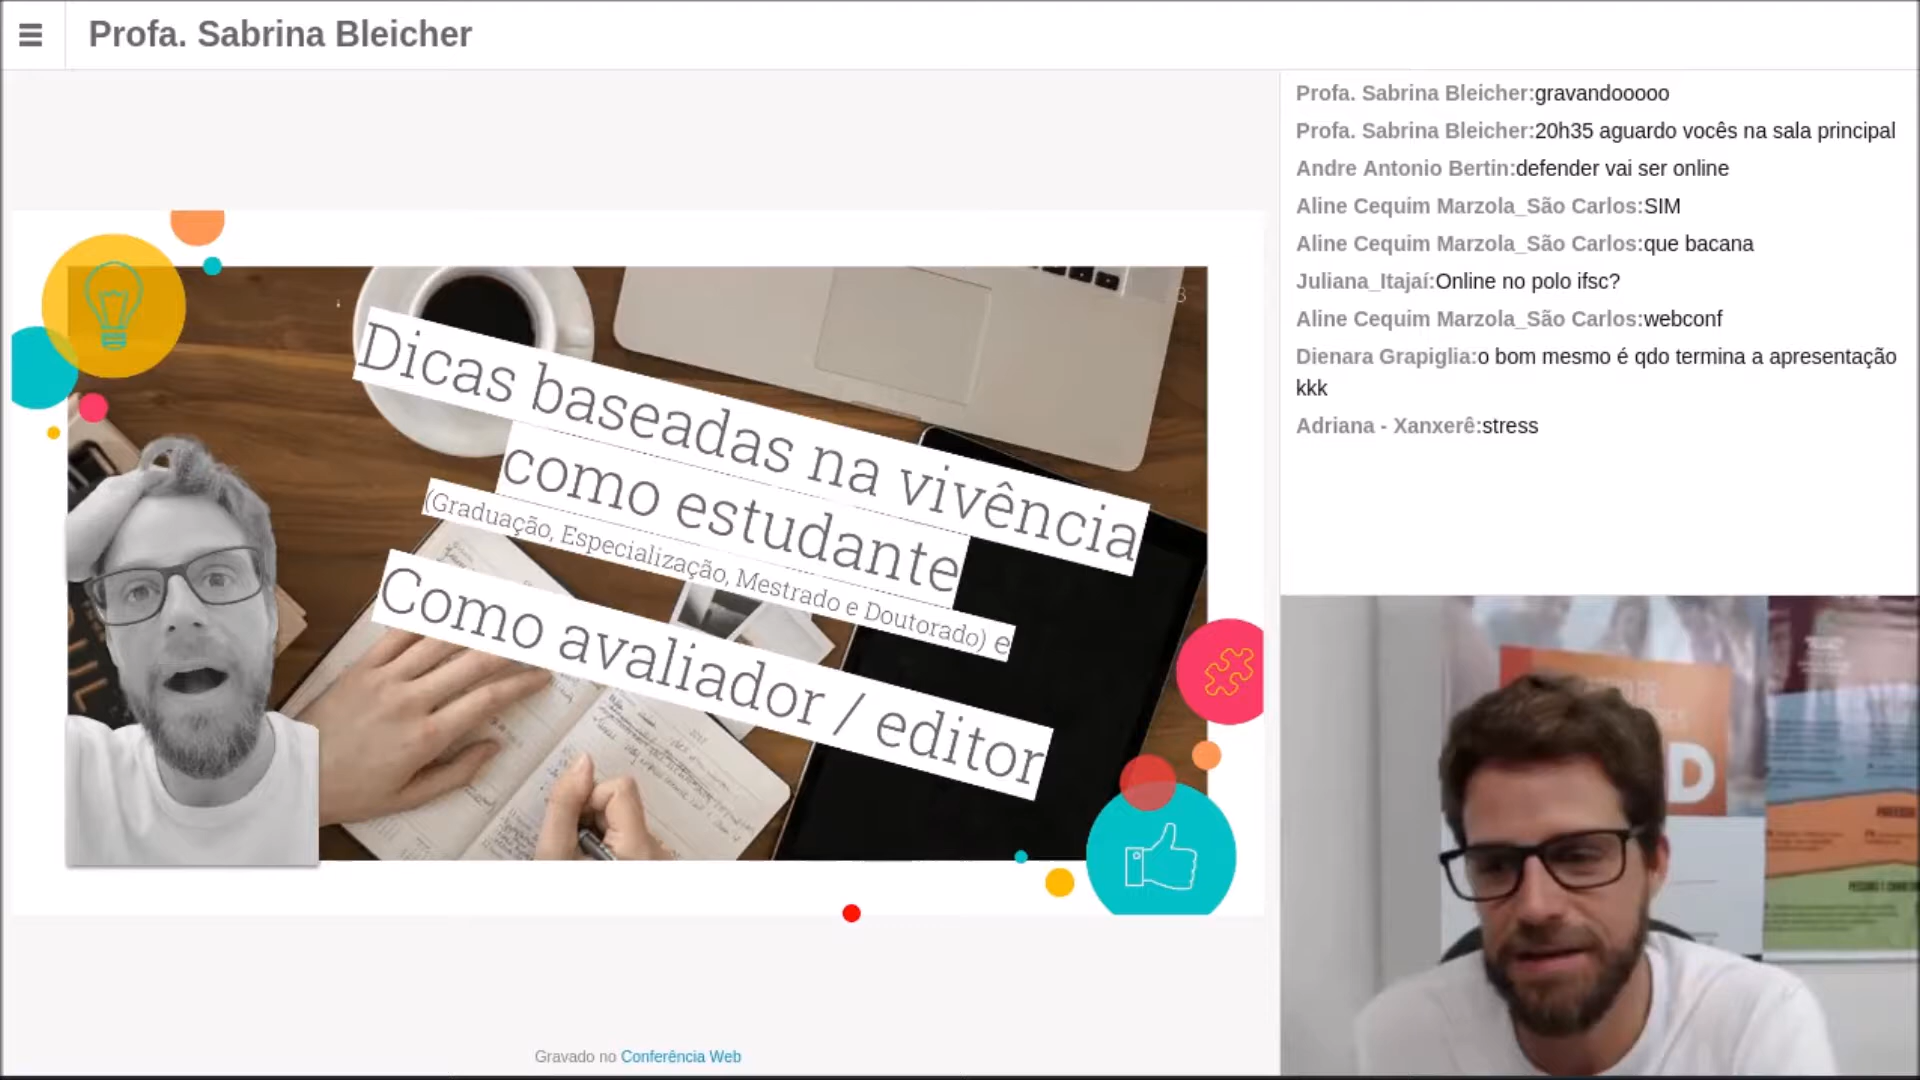 Profa. Sabrina Bleicher
Dicas baseadas na vivência
como estudante
(Graduação, Especialização, Mestrado e Doutorado) e
Como avaliador / editor
3
Profa. Sabrina Bleicher:gravandooooo
Profa. Sabrina Bleicher:20h35 aguardo vocês na sala principal
Andre Antonio Bertin:defender vai ser online
Aline Cequim Marzola_São Carlos:SIM
Aline Cequim Marzola_São Carlos:que bacana
Juliana_Itajaí:Online no polo ifsc?
Aline Cequim Marzola_São Carlos:webconf
Dienara Grapiglia:o bom mesmo é qdo termina a apresentação
kkk
Adriana - Xanxerê:stress
D
Gravado no Conferência Web